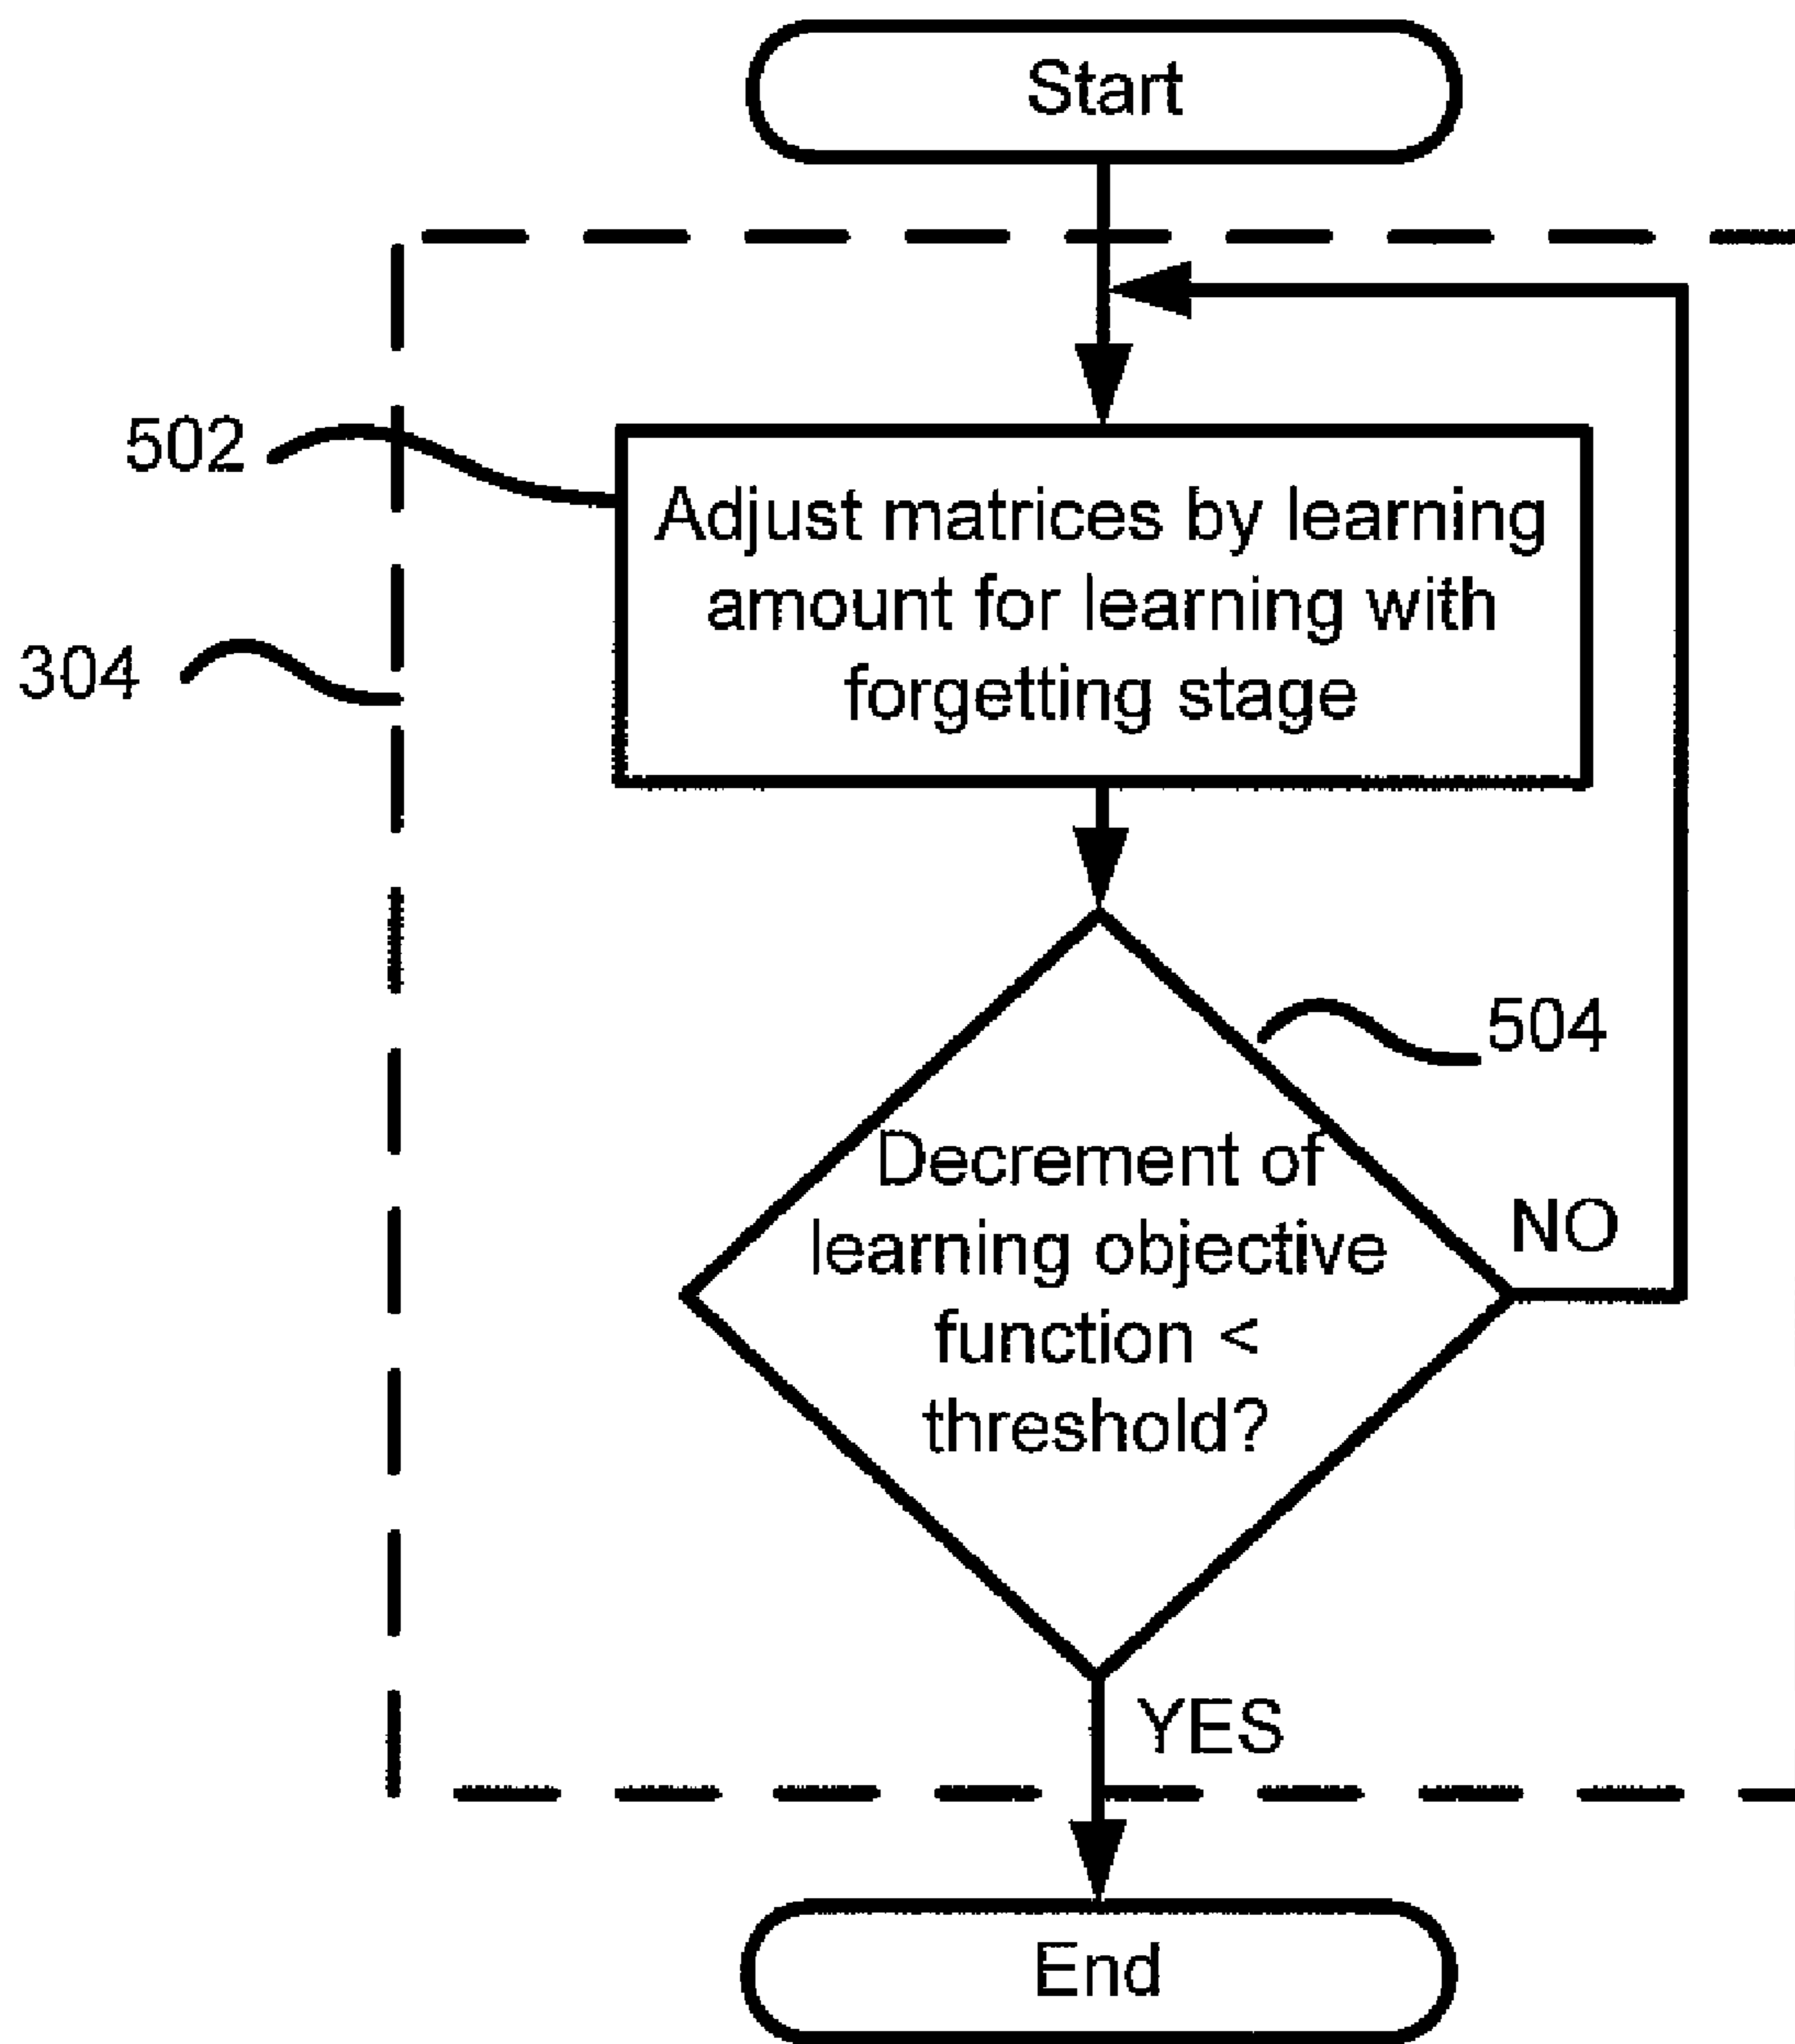 Start
502
Adjust matrices by learning
amount for learning with
forgetting stage
304
504
Decrement of
learning objective
function <
threshold?
NO
YES
End